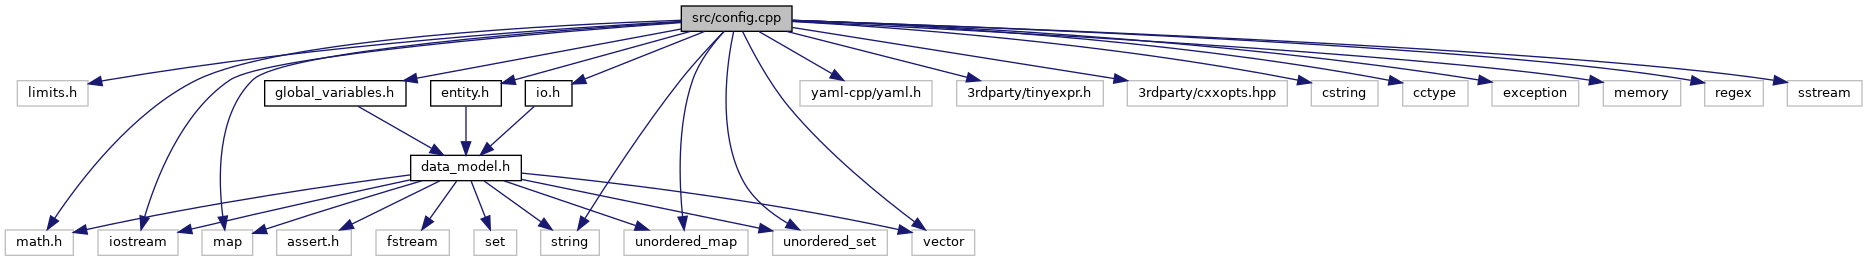 src/config.cpp
limits.h
global_variables.h
entity.h
io.h
yaml-cpp/yaml.h
3rdparty/tinyexpr.h
3rdparty/cxxopts.hpp
cstring
cctype
exception
memory
regex
sstream
data_model.h
math.h
iostream
map
assert.h
fstream
set
string
unordered_map
unordered_set
vector